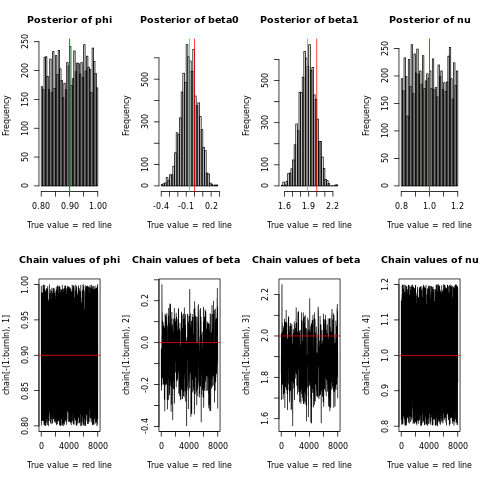 Posterior of phi
Posterior of beta0
Posterior of beta1
Posterior of nu
Frequency
0 50 100 150 200 250
0.80 0.90 1.00
True value = red line
Frequency
0 100 300 500
-0.4 -0.1 0.2
True value = red line
Frequency
0 100 300 500
1.6 1.9 2.2
True value = red line
Frequency
0 50 100 150 200 250
0.8 1.0 1.2
True value = red line
Chain values of phi
Chain values of beta
Chain values of beta
Chain values of nu
chain[-(1:burnIn), 1]
0.80 0.85 0.90 0.95 1.00
0 4000 8000
True value = red line
chain[-(1:burnIn), 2]
-0.4 -0.2 0.0 0.2
0 4000 8000
True value = red line
chain[-(1:burnIn), 3]
1.6 1.8 2.0 2.2
0 4000 8000
True value = red line
chain[-(1:burnIn), 4]
0.8 0.9 1.0 1.1 1.2
0 4000 8000
True value = red line